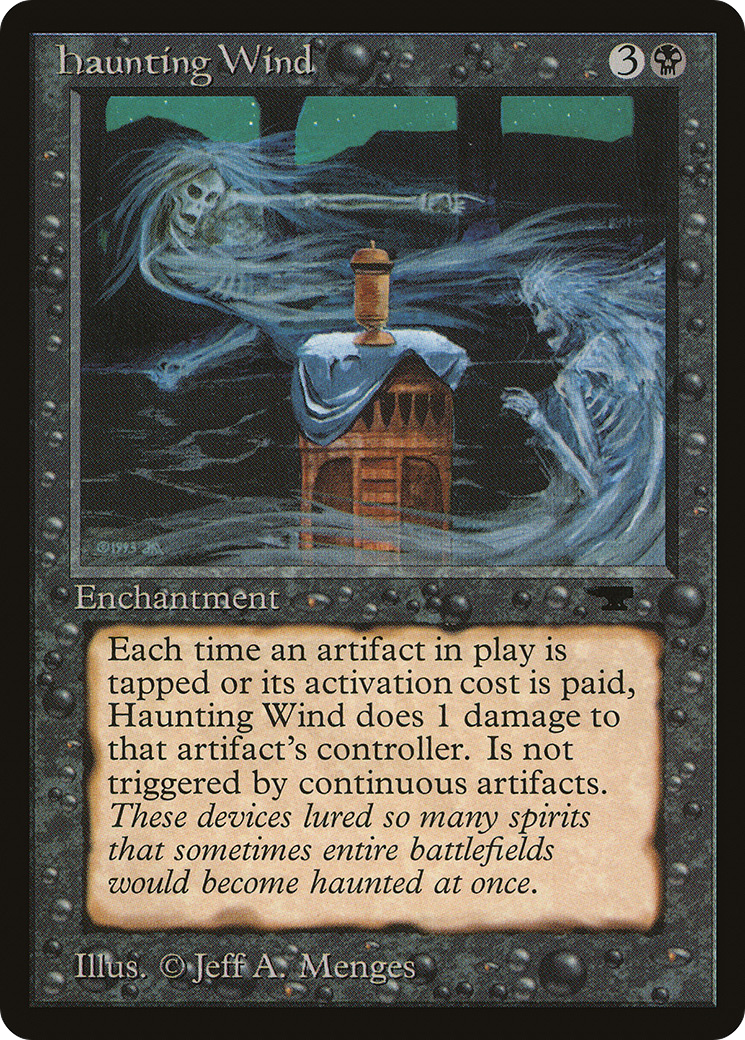 Haunting Wind 3
©1993 JAM
Enchantment
Each time an artifact in play is
tapped or its activation cost is paid,
Haunting Wind does 1 damage to
that artifact's controller. Is not
triggered by continuous artifacts.
These devices lured so many spirits
that sometimes entire battlefields
would become haunted at once.
Illus. © Jeff A. Menges